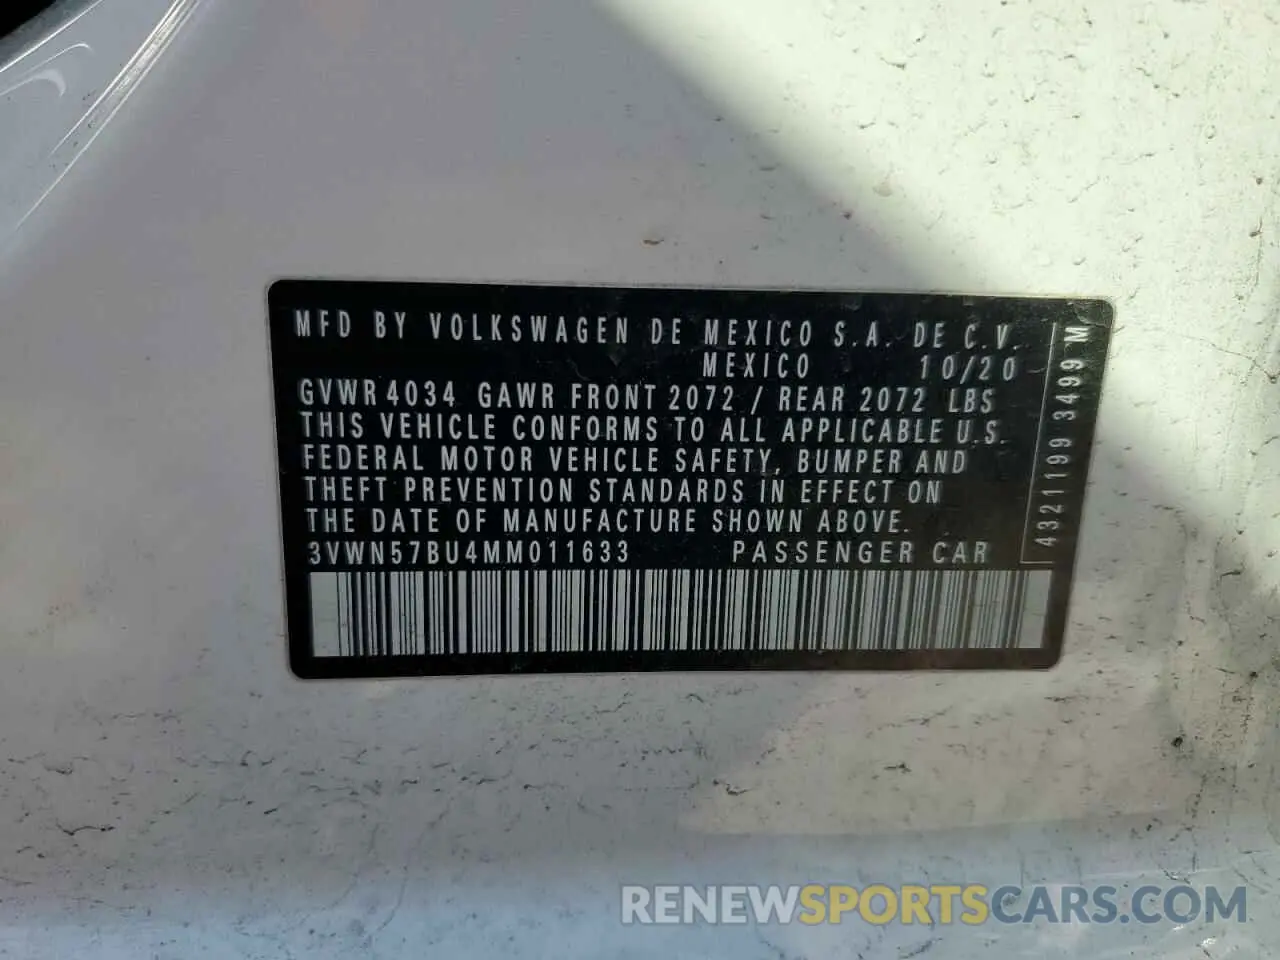 MFD BY VOLKSWAGEN DE MEXICO S.A. DE C.V.
MEXICO 10/20
GVWR 4034 GAWR FRONT 2072 / REAR 2072 LBS
THIS VEHICLE CONFORMS TO ALL APPLICABLE U.S.
FEDERAL MOTOR VEHICLE SAFETY, BUMPER AND
THEFT PREVENTION STANDARDS IN EFFECT ON
THE DATE OF MANUFACTURE SHOWN ABOVE.
3VWN57BU4MM011633 PASSENGER CAR
4321199 3499 M
RENEWSPORTSCARS.COM